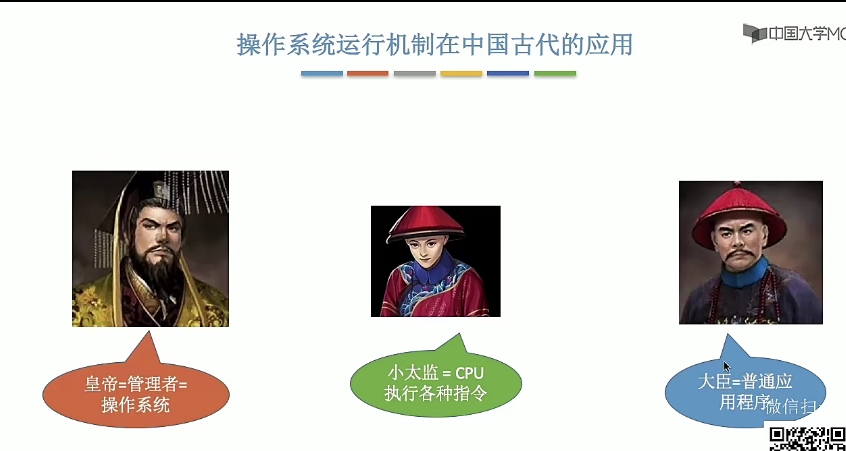 中国大学MO
操作系统运行机制在中国古代的应用
皇帝=管理者=
操作系统
小太监 = CPU
执行各种指令
大臣=普通应
用程序
微信扫